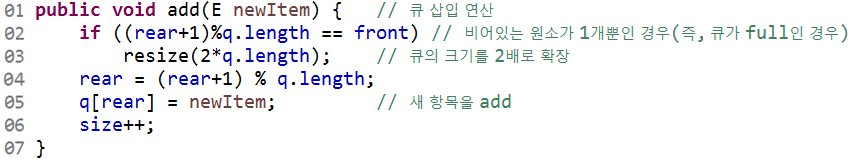 01 public void add(E newItem) {   // 큐 삽입 연산
02     if ((rear+1)%q.length == front) // 비어있는 원소가 1개뿐인 경우(즉, 큐가 full인 경우)
03         resize(2*q.length);    // 큐의 크기를 2배로 확장
04     rear = (rear+1) % q.length;
05     q[rear] = newItem;         // 새 항목을 add
06     size++;
07 }